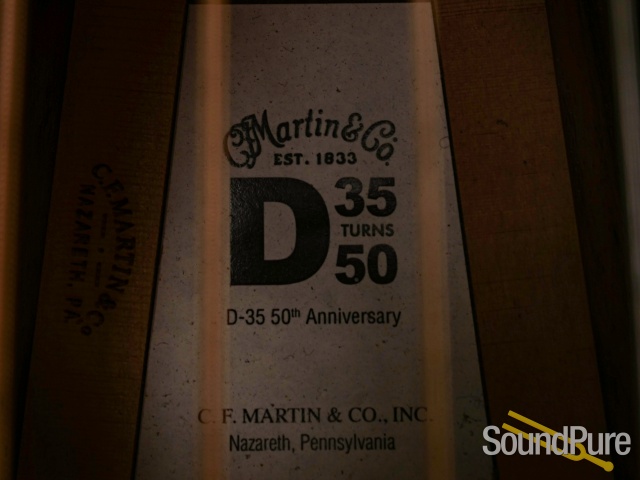 CF Martin & Co.
EST. 1833
D 35
TURNS
50
D-35 50th Anniversary
C. F. MARTIN & CO., INC.
Nazareth, Pennsylvania
C. F. MARTIN & Co
NAZARETH, PA.
SoundPure